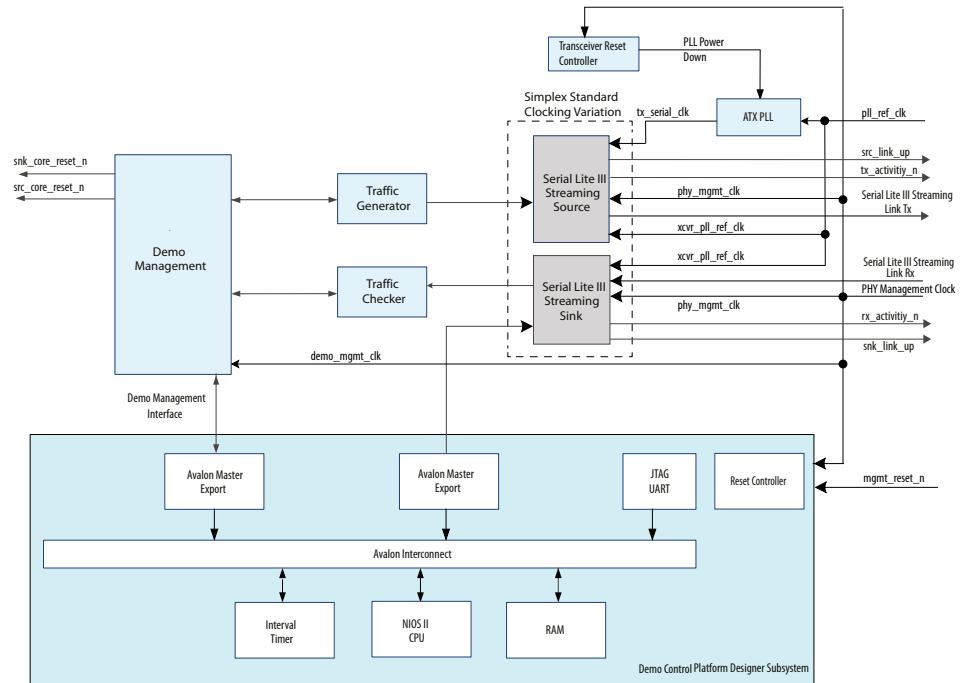 Transceiver Reset
Controller
PLL Power
Down
Simplex Standard
Clocking Variation
tx_serial_clk
ATX PLL
pll_ref_clk
snk_core_reset_n
src_core_reset_n
Demo
Management
Traffic
Generator
Serial Lite III
Streaming
Source
src_link_up
tx_activitiy_n
phy_mgmt_clk
Serial Lite III Streaming
Link Tx
xcvr_pll_ref_clk
Traffic
Checker
Serial Lite III
Streaming
Sink
xcvr_pll_ref_clk
Serial Lite III Streaming
Link Rx
PHY Management Clock
phy_mgmt_clk
rx_activitiy_n
snk_link_up
demo_mgmt_clk
Demo Management
Interface
Avalon Master
Export
Avalon Master
Export
JTAG
UART
Reset Controller
mgmt_reset_n
Avalon Interconnect
Interval
Timer
NIOS II
CPU
RAM
Demo Control Platform Designer Subsystem